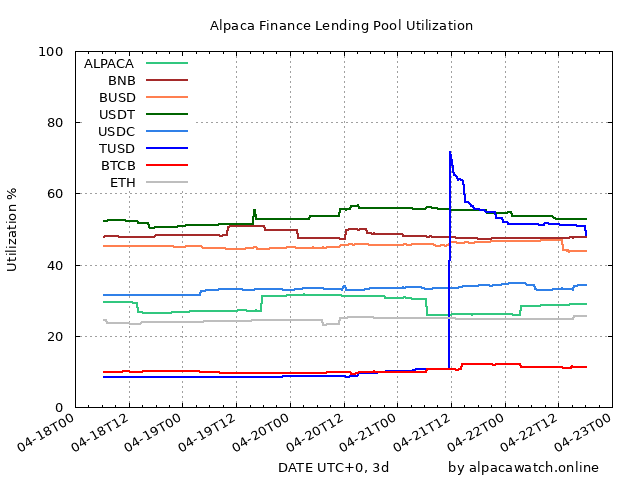 Alpaca Finance Lending Pool Utilization
100
80
60
40
20
0
Utilization %
ALPACA
BNB
BUSD
USDT
USDC
TUSD
BTCB
ETH
04-18T00
04-18T12
04-19T00
04-19T12
04-20T00
04-20T12
04-21T00
04-21T12
04-22T00
04-22T12
04-23T00
DATE UTC+0, 3d
by alpacawatch.online